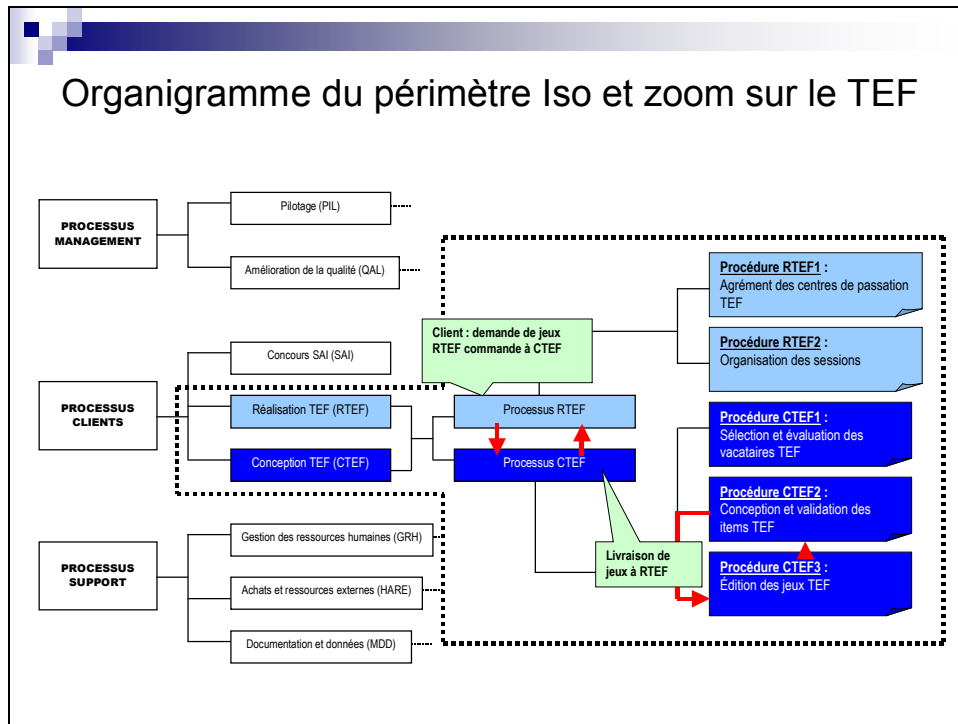 Organigramme du périmètre Iso et zoom sur le TEF
PROCESSUS
MANAGEMENT
Pilotage (PIL)
Amélioration de la qualité (QAL)
PROCESSUS
CLIENTS
Concours SAI (SAI)
Réalisation TEF (RTEF)
Conception TEF (CTEF)
PROCESSUS
SUPPORT
Gestion des ressources humaines (GRH)
Achats et ressources externes (HARE)
Documentation et données (MDD)
Client : demande de jeux
RTEF commande à CTEF
Processus RTEF
Processus CTEF
Livraison de
jeux à RTEF
Procédure RTEF1 :
Agrément des centres de passation
TEF
Procédure RTEF2 :
Organisation des sessions
Procédure CTEF1 :
Sélection et évaluation des
vacataires TEF
Procédure CTEF2 :
Conception et validation des
items TEF
Procédure CTEF3 :
Édition des jeux TEF